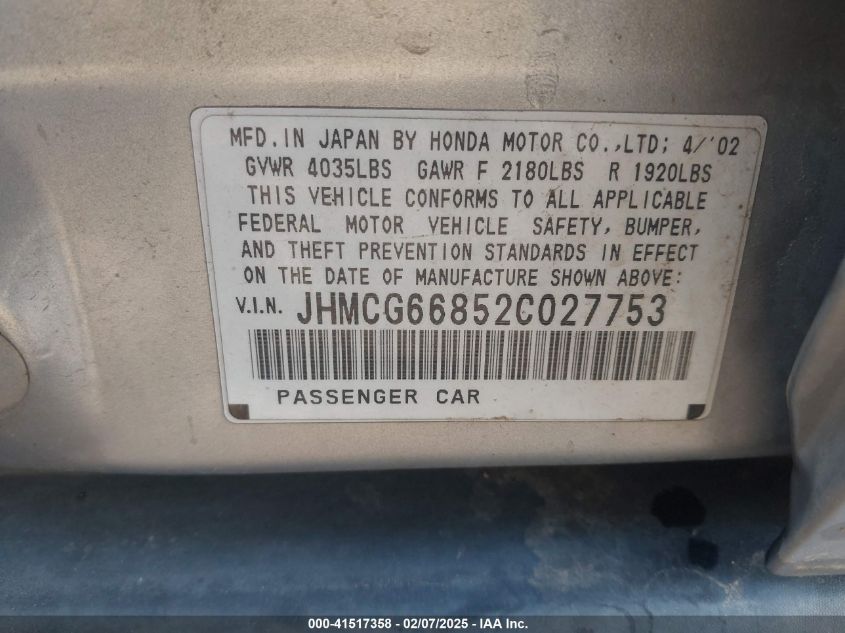 MFD.IN JAPAN BY HONDA MOTOR CO.,LTD; 4/'02
GVWR 4035LBS GAWR F 2180LBS R 1920LBS
THIS VEHICLE CONFORMS TO ALL APPLICABLE
FEDERAL MOTOR VEHICLE SAFETY, BUMPER,
AND THEFT PREVENTION STANDARDS IN EFFECT
ON THE DATE OF MANUFACTURE SHOWN ABOVE:
V.I.N. JHMCG66852C027753
PASSENGER CAR
000-41517358 - 02/07/2025 - IAA Inc.